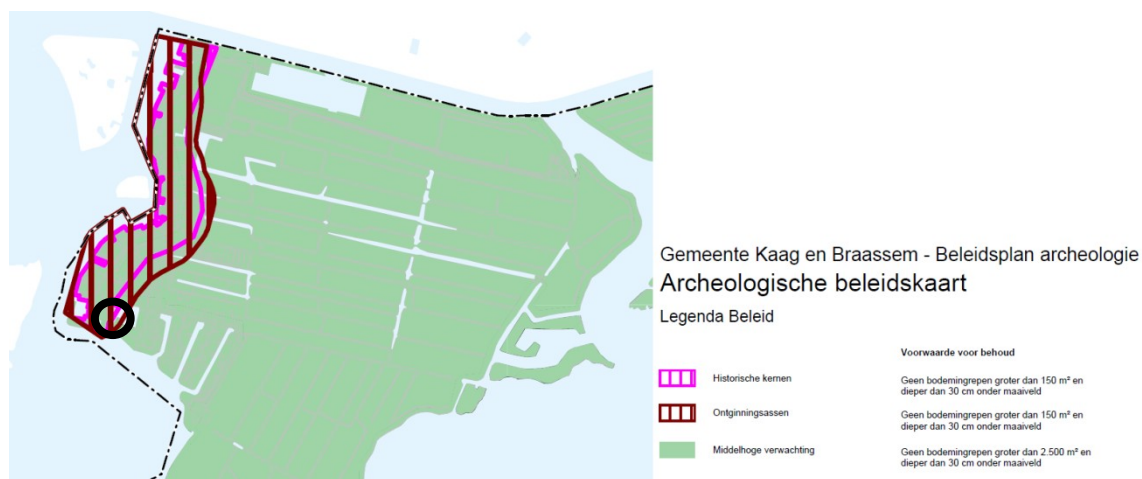 Gemeente Kaag en Braassem - Beleidsplan archeologie
Archeologische beleidskaart
Legenda Beleid
Voorwaarde voor behoud
Historische kernen
Geen bodemingrepen groter dan 150 m² en
dieper dan 30 cm onder maaiveld
Ontginningsassen
Geen bodemingrepen groter dan 150 m² en
dieper dan 30 cm onder maaiveld
Middelhoge verwachting
Geen bodemingrepen groter dan 2.500 m² en
dieper dan 30 cm onder maaiveld